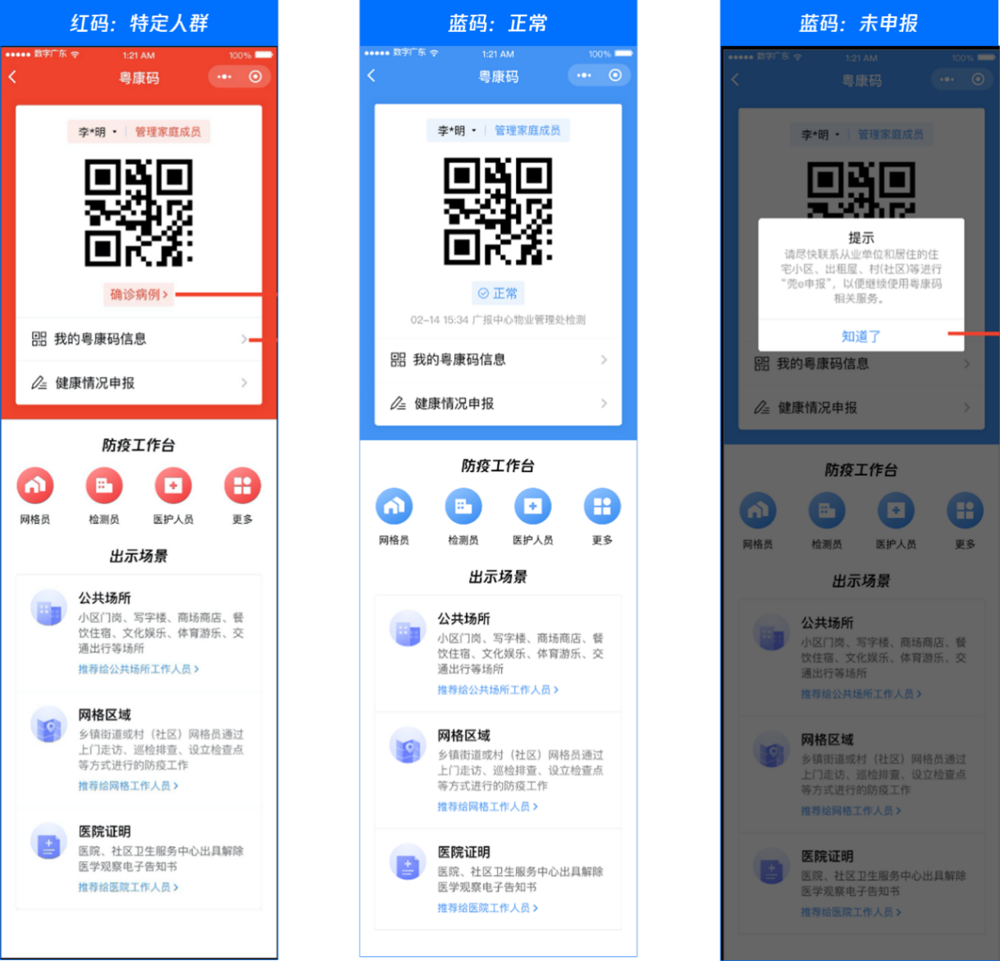 红码：特定人群
数字广东
1:21 AM
100%
粤康码
李*明
管理家庭成员
确诊病例>
我的粤康码信息
健康情况申报
防疫工作台
网格员
检测员
医护人员
更多
出示场景
公共场所
小区门岗、写字楼、商场商店、餐
饮住宿、文化娱乐、体育游乐、交
通出行等场所
推荐给公共场所工作人员>
网格区域
乡镇街道或村（社区）网格员通过
上门走访、巡检排查、设立检查点
等方式进行的防疫工作
推荐给网格工作人员>
医院证明
医院、社区卫生服务中心出具解除
医学观察电子告知书
推荐给医院工作人员>
蓝码：正常
数字广东
1:21 AM
100%
粤康码
李*明
管理家庭成员
正常
02-14 15:34 广报中心物业管理处检测
我的粤康码信息
健康情况申报
防疫工作台
网格员
检测员
医护人员
更多
出示场景
公共场所
小区门岗、写字楼、商场商店、餐
饮住宿、文化娱乐、体育游乐、交
通出行等场所
推荐给公共场所工作人员>
网格区域
乡镇街道或村（社区）网格员通过
上门走访、巡检排查、设立检查点
等方式进行的防疫工作
推荐给网格工作人员>
医院证明
医院、社区卫生服务中心出具解除
医学观察电子告知书
推荐给医院工作人员>
蓝码：未申报
数字广东
1:21 AM
100%
粤康码
李*明
管理家庭成员
提示
请尽快联系从业单位和居住的住
宅小区、出租屋、村(社区)等进行
“莞e申报”，以便继续使用粤康码
相关服务。
知道了
我的粤康码信息
健康情况申报
防疫工作台
网格员
检测员
医护人员
更多
出示场景
公共场所
小区门岗、写字楼、商场商店、餐
饮住宿、文化娱乐、体育游乐、交
通出行等场所
推荐给公共场所工作人员>
网格区域
乡镇街道或村（社区）网格员通过
上门走访、巡检排查、设立检查点
等方式进行的防疫工作
推荐给网格工作人员>
医院证明
医院、社区卫生服务中心出具解除
医学观察电子告知书
推荐给医院工作人员>